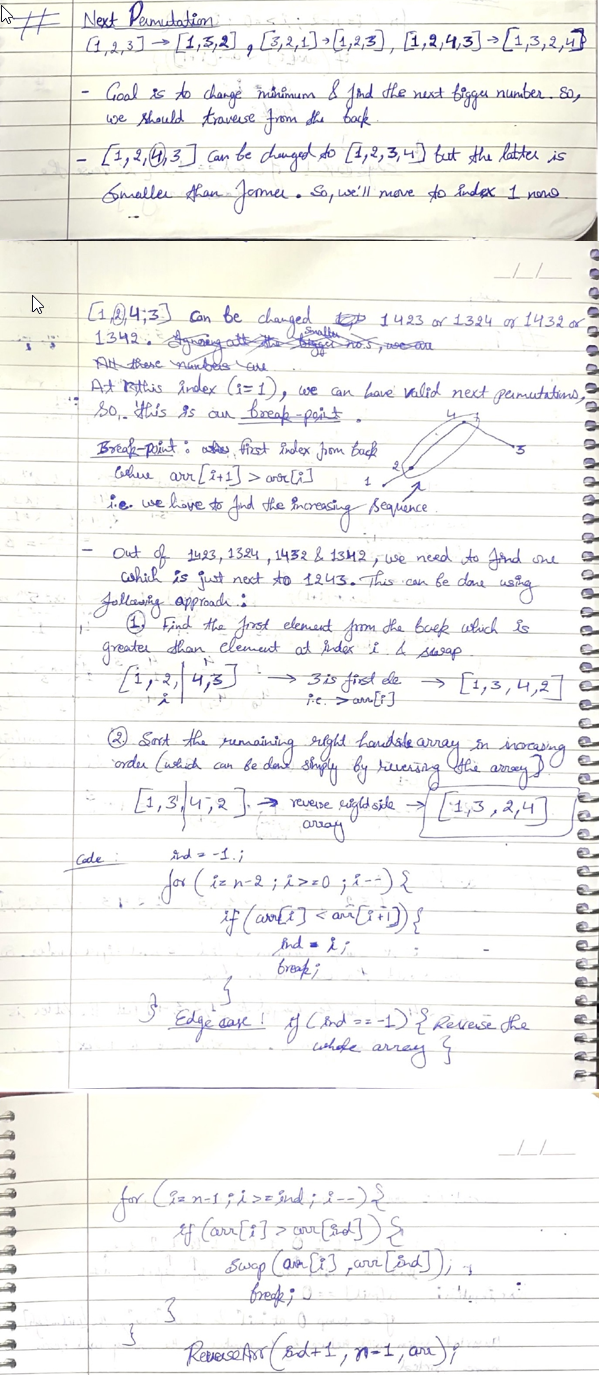 # Next Permutation
[1,2,3] → [1,3,2] , [3,2,1] → [1,2,3] , [1,2,4,3] → [1,3,2,4]
- Goal is to change minimum & find the next bigger number. So,
we should traverse from the back
- [1,2,4,3] can be changed to [1,2,3,4] but the latter is
smaller than former. So, we'll move to index 1 now
[1,2,4,3] can be changed to 1423 or 1324 or 1432 or
1342. Ignoring all the bigger smaller no.s, we are
All these numbers are
At this index (i=1), we can have valid next permutations,
So, this is our break-point.
Break-point: first index from back
where arr[i+1] > arr[i]
i.e. we have to find the increasing sequence
1 2 4 3
- Out of 1423, 1324, 1432 & 1342, we need to find one
which is just next to 1243. This can be done using
following approach:
① Find the first element from the back which is
greater than element at index i & swap
[1, 2, | 4, 3] → 3 is first ele → [1, 3, 4, 2]
i i.e. > arr[i]
② Sort the remaining right handside array in increasing
order (which can be done simply by reversing the array)
[1, 3 | 4, 2] → reverse rightside → [1, 3, 2, 4]
array
Code: ind = -1;
for (i = n-2 ; i >= 0 ; i--) {
if (arr[i] < arr[i+1]) {
ind = i;
break;
}
} Edge case! if (ind == -1) { Reverse the
whole array }
for (i = n-1 ; i >= ind ; i--) {
if (arr[i] > arr[ind]) {
swap (arr[i], arr[ind]);
break;
}
}
ReverseArr (ind+1, n-1, arr);